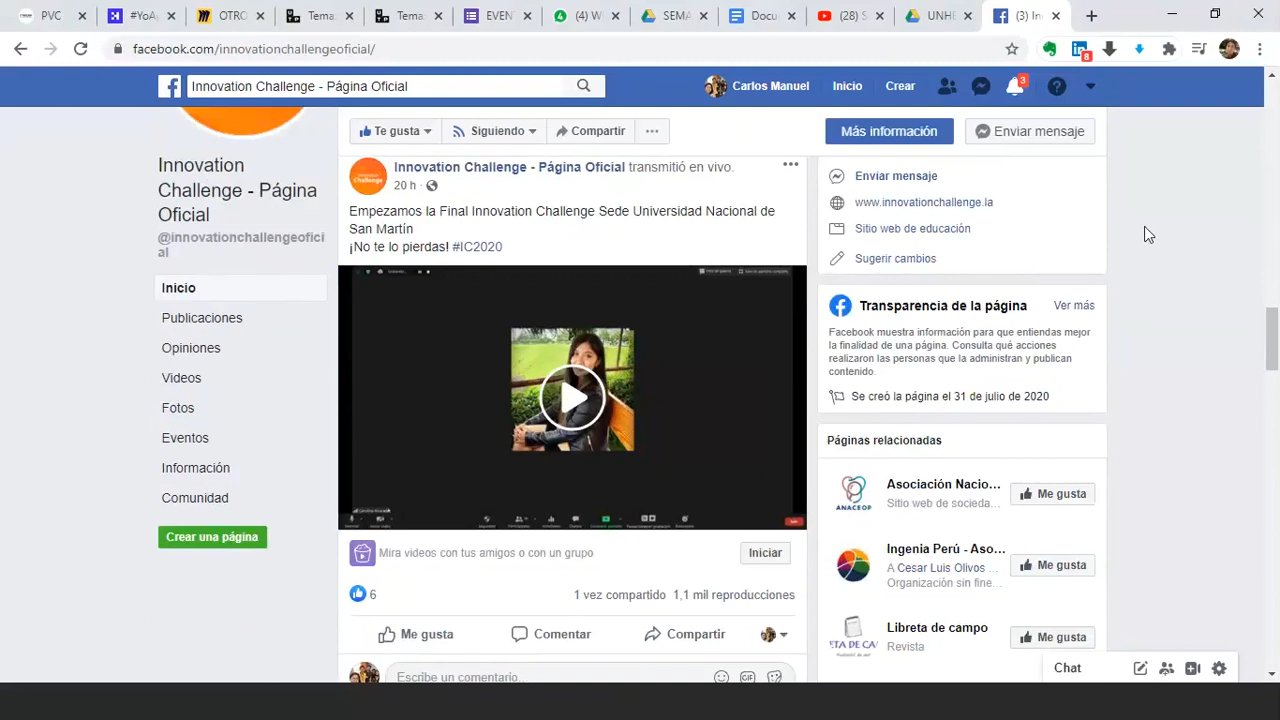 PVC
#YoA
OTRO
Tema:
Tema:
EVEN
(4) W
SEMA
Docu
(28) S
UNHE
(3) In
facebook.com/innovationchallengeoficial/
8
Innovation Challenge - Página Oficial
Carlos Manuel
Inicio
Crear
3
Te gusta
Siguiendo
Compartir
Más información
Enviar mensaje
Innovation
Challenge - Página
Oficial
@innovationchallengeofici
al
Inicio
Publicaciones
Opiniones
Videos
Fotos
Eventos
Información
Comunidad
Crear una página
Innovation Challenge - Página Oficial transmitió en vivo.
20 h
Empezamos la Final Innovation Challenge Sede Universidad Nacional de
San Martín
¡No te lo pierdas! #IC2020
Mira videos con tus amigos o con un grupo
Iniciar
6
1 vez compartido 1,1 mil reproducciones
Me gusta
Comentar
Compartir
Escribe un comentario...
GIF
Enviar mensaje
www.innovationchallenge.la
Sitio web de educación
Sugerir cambios
Transparencia de la página
Ver más
Facebook muestra información para que entiendas mejor
la finalidad de una página. Consulta qué acciones
realizaron las personas que la administran y publican
contenido.
Se creó la página el 31 de julio de 2020
Páginas relacionadas
ANACEOP
Asociación Nacio...
Sitio web de socieda...
Me gusta
Ingenia Perú - Aso...
A Cesar Luis Olivos ...
Organización sin fine...
Me gusta
ETA DE CA
Libreta de campo
Revista
Me gusta
Chat